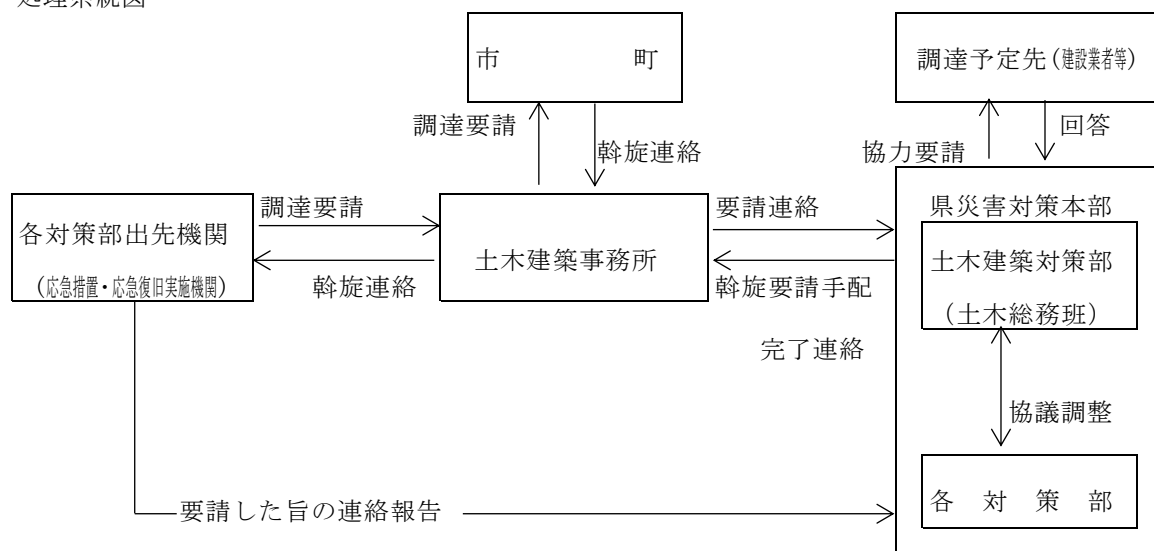 処理系統図
市　　　町
調達予定先(建設業者等)
調達要請
斡旋連絡
協力要請
回答
各対策部出先機関
(応急措置・応急復旧実施機関)
調達要請
斡旋連絡
土木建築事務所
要請連絡
斡旋要請手配
完了連絡
県災害対策本部
土木建築対策部
(土木総務班)
協議調整
各　対　策　部
要請した旨の連絡報告